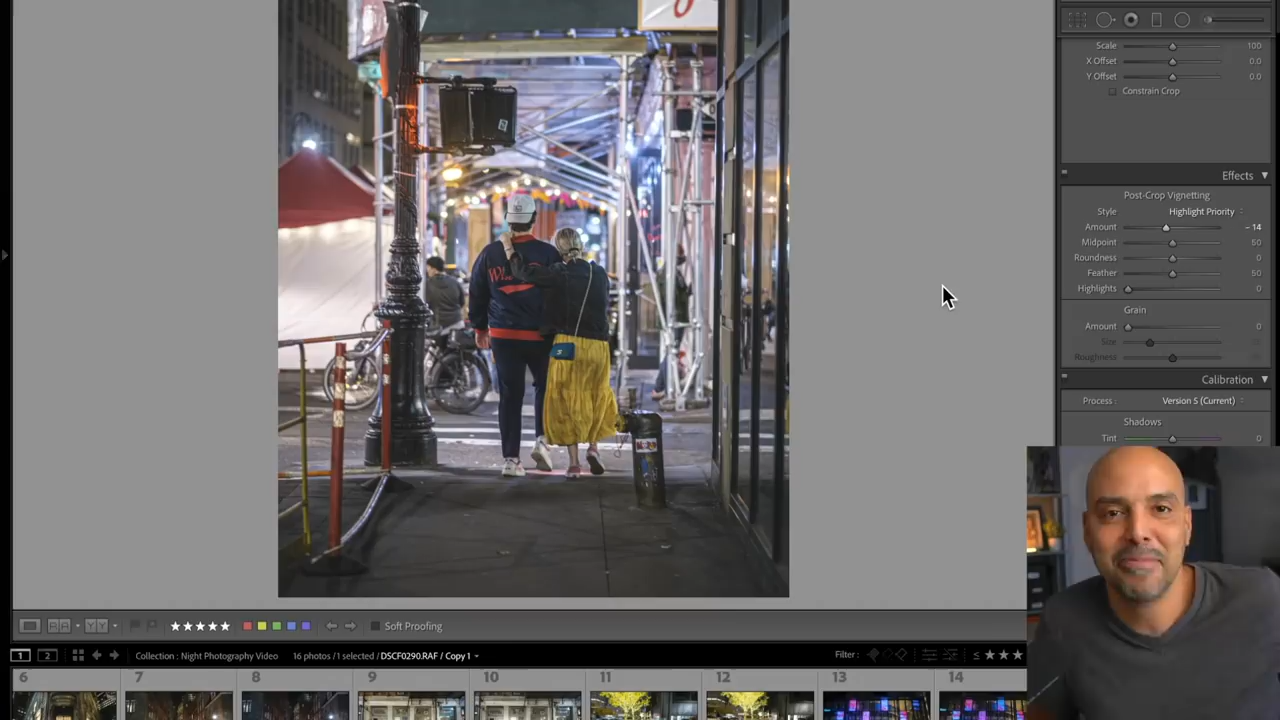 Scale 100
X Offset 0.0
Y Offset 0.0
Constrain Crop
Effects
Post-Crop Vignetting
Style Highlight Priority
Amount - 14
Midpoint 50
Roundness 0
Feather 50
Highlights 0
Grain
Amount 0
Size
Roughness
Calibration
Process : Version 5 (Current)
Shadows
Tint 0
Soft Proofing
1 2 Collection : Night Photography Video 16 photos / 1 selected / DSCF0290.RAF / Copy 1 Filter :
6 7 8 9 10 11 12 13 14